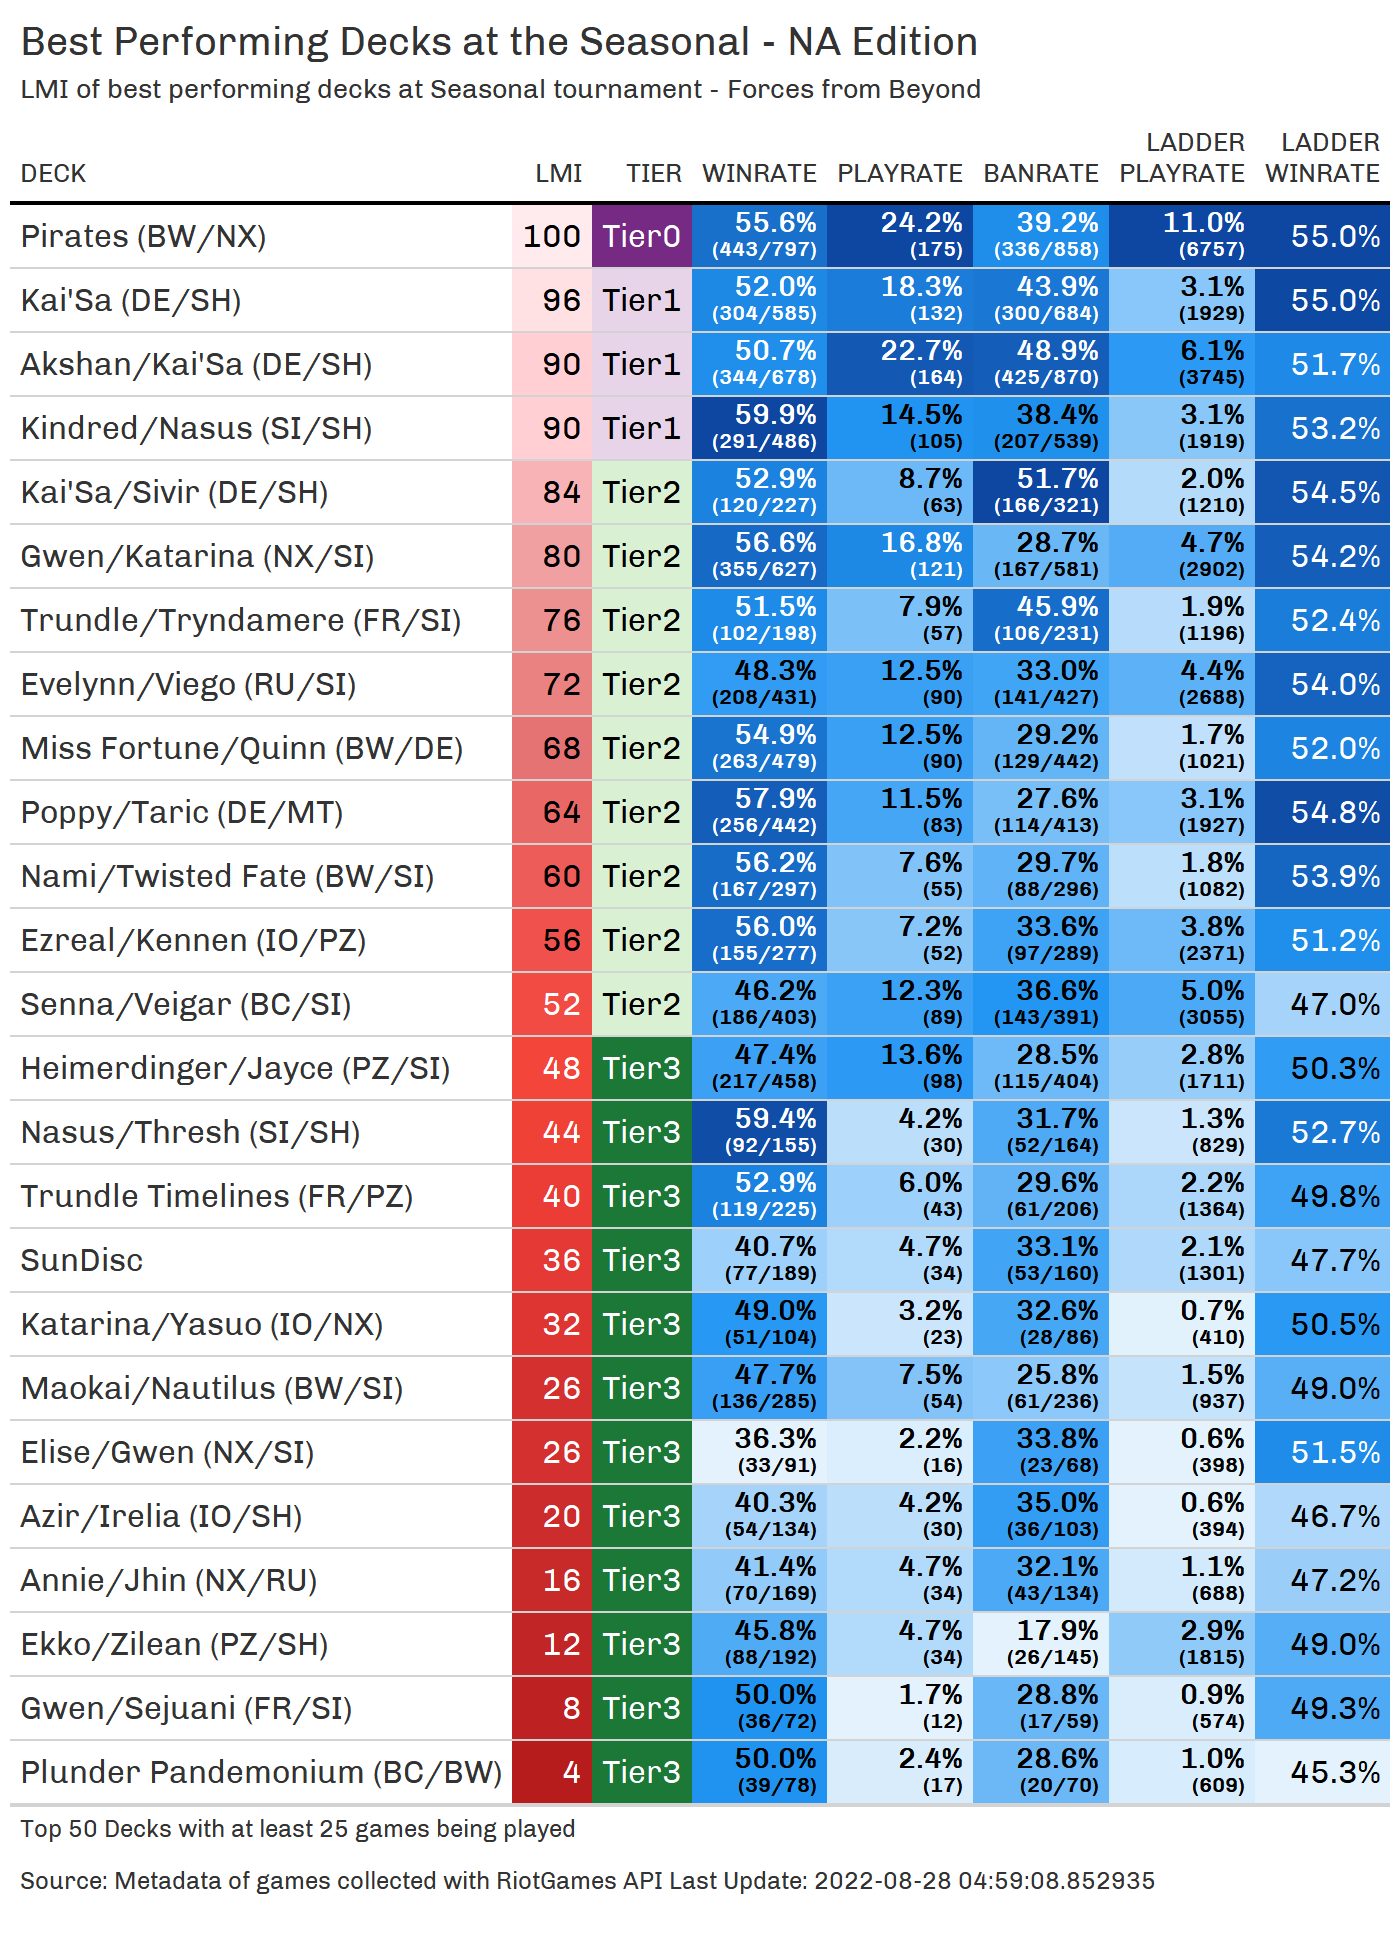 Best Performing Decks at the Seasonal - NA Edition
LMI of best performing decks at Seasonal tournament - Forces from Beyond
LADDER LADDER
DECK LMI TIER WINRATE PLAYRATE BANRATE PLAYRATE WINRATE
Pirates (BW/NX) 100 Tier0 55.6% 24.2% 39.2% 11.0% 55.0%
(443/797) (175) (336/858) (6757)
Kai'Sa (DE/SH) 96 Tier1 52.0% 18.3% 43.9% 3.1% 55.0%
(304/585) (132) (300/684) (1929)
Akshan/Kai'Sa (DE/SH) 90 Tier1 50.7% 22.7% 48.9% 6.1% 51.7%
(344/678) (164) (425/870) (3745)
Kindred/Nasus (SI/SH) 90 Tier1 59.9% 14.5% 38.4% 3.1% 53.2%
(291/486) (105) (207/539) (1919)
Kai'Sa/Sivir (DE/SH) 84 Tier2 52.9% 8.7% 51.7% 2.0% 54.5%
(120/227) (63) (166/321) (1210)
Gwen/Katarina (NX/SI) 80 Tier2 56.6% 16.8% 28.7% 4.7% 54.2%
(355/627) (121) (167/581) (2902)
Trundle/Tryndamere (FR/SI) 76 Tier2 51.5% 7.9% 45.9% 1.9% 52.4%
(102/198) (57) (106/231) (1196)
Evelynn/Viego (RU/SI) 72 Tier2 48.3% 12.5% 33.0% 4.4% 54.0%
(208/431) (90) (141/427) (2688)
Miss Fortune/Quinn (BW/DE) 68 Tier2 54.9% 12.5% 29.2% 1.7% 52.0%
(263/479) (90) (129/442) (1021)
Poppy/Taric (DE/MT) 64 Tier2 57.9% 11.5% 27.6% 3.1% 54.8%
(256/442) (83) (114/413) (1927)
Nami/Twisted Fate (BW/SI) 60 Tier2 56.2% 7.6% 29.7% 1.8% 53.9%
(167/297) (55) (88/296) (1082)
Ezreal/Kennen (IO/PZ) 56 Tier2 56.0% 7.2% 33.6% 3.8% 51.2%
(155/277) (52) (97/289) (2371)
Senna/Veigar (BC/SI) 52 Tier2 46.2% 12.3% 36.6% 5.0% 47.0%
(186/403) (89) (143/391) (3055)
Heimerdinger/Jayce (PZ/SI) 48 Tier3 47.4% 13.6% 28.5% 2.8% 50.3%
(217/458) (98) (115/404) (1711)
Nasus/Thresh (SI/SH) 44 Tier3 59.4% 4.2% 31.7% 1.3% 52.7%
(92/155) (30) (52/164) (829)
Trundle Timelines (FR/PZ) 40 Tier3 52.9% 6.0% 29.6% 2.2% 49.8%
(119/225) (43) (61/206) (1364)
SunDisc 36 Tier3 40.7% 4.7% 33.1% 2.1% 47.7%
(77/189) (34) (53/160) (1301)
Katarina/Yasuo (IO/NX) 32 Tier3 49.0% 3.2% 32.6% 0.7% 50.5%
(51/104) (23) (28/86) (410)
Maokai/Nautilus (BW/SI) 26 Tier3 47.7% 7.5% 25.8% 1.5% 49.0%
(136/285) (54) (61/236) (937)
Elise/Gwen (NX/SI) 26 Tier3 36.3% 2.2% 33.8% 0.6% 51.5%
(33/91) (16) (23/68) (398)
Azir/Irelia (IO/SH) 20 Tier3 40.3% 4.2% 35.0% 0.6% 46.7%
(54/134) (30) (36/103) (394)
Annie/Jhin (NX/RU) 16 Tier3 41.4% 4.7% 32.1% 1.1% 47.2%
(70/169) (34) (43/134) (688)
Ekko/Zilean (PZ/SH) 12 Tier3 45.8% 4.7% 17.9% 2.9% 49.0%
(88/192) (34) (26/145) (1815)
Gwen/Sejuani (FR/SI) 8 Tier3 50.0% 1.7% 28.8% 0.9% 49.3%
(36/72) (12) (17/59) (574)
Plunder Pandemonium (BC/BW) 4 Tier3 50.0% 2.4% 28.6% 1.0% 45.3%
(39/78) (17) (20/70) (609)
Top 50 Decks with at least 25 games being played
Source: Metadata of games collected with RiotGames API Last Update: 2022-08-28 04:59:08.852935